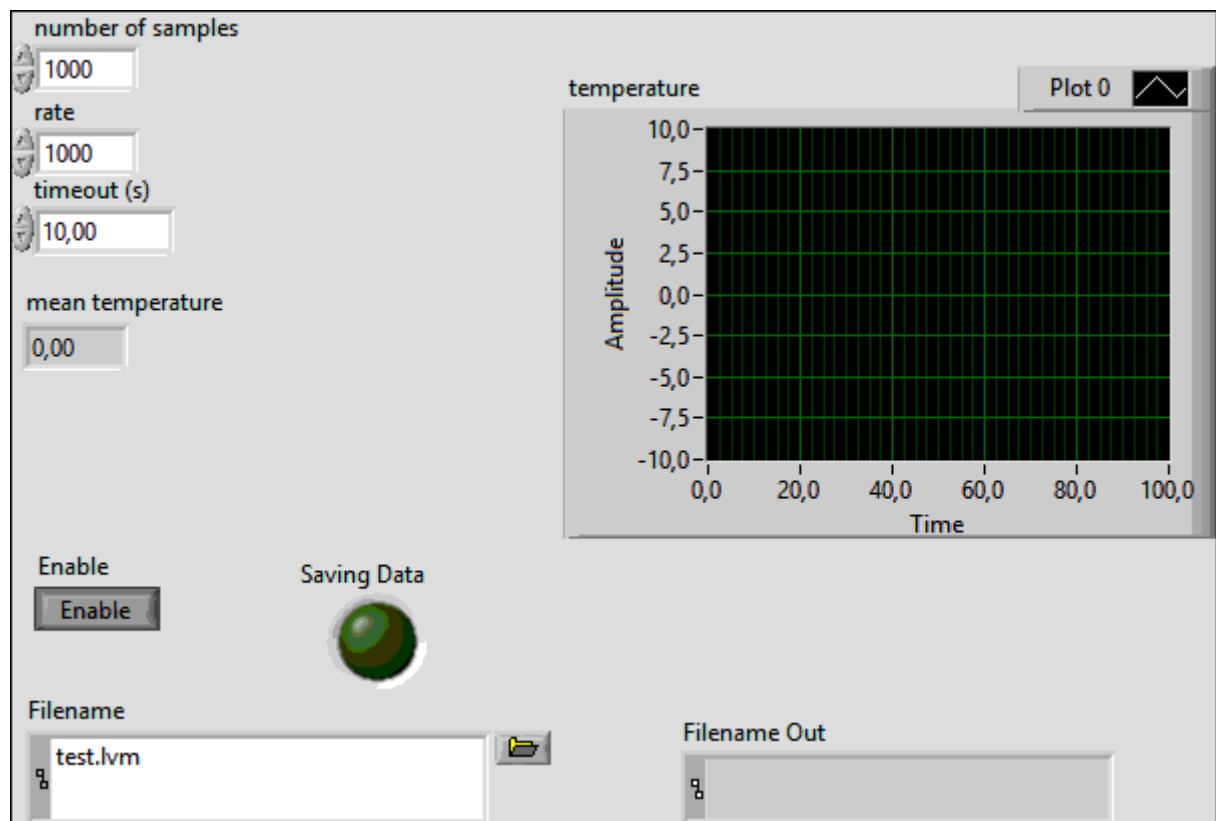 number of samples
1000
rate
1000
timeout (s)
10,00
mean temperature
0,00
temperature
Plot 0
Amplitude
10,0
7,5
5,0
2,5
0,0
-2,5
-5,0
-7,5
-10,0
0,0 20,0 40,0 60,0 80,0 100,0
Time
Enable
Enable
Saving Data
Filename
test.lvm
Filename Out